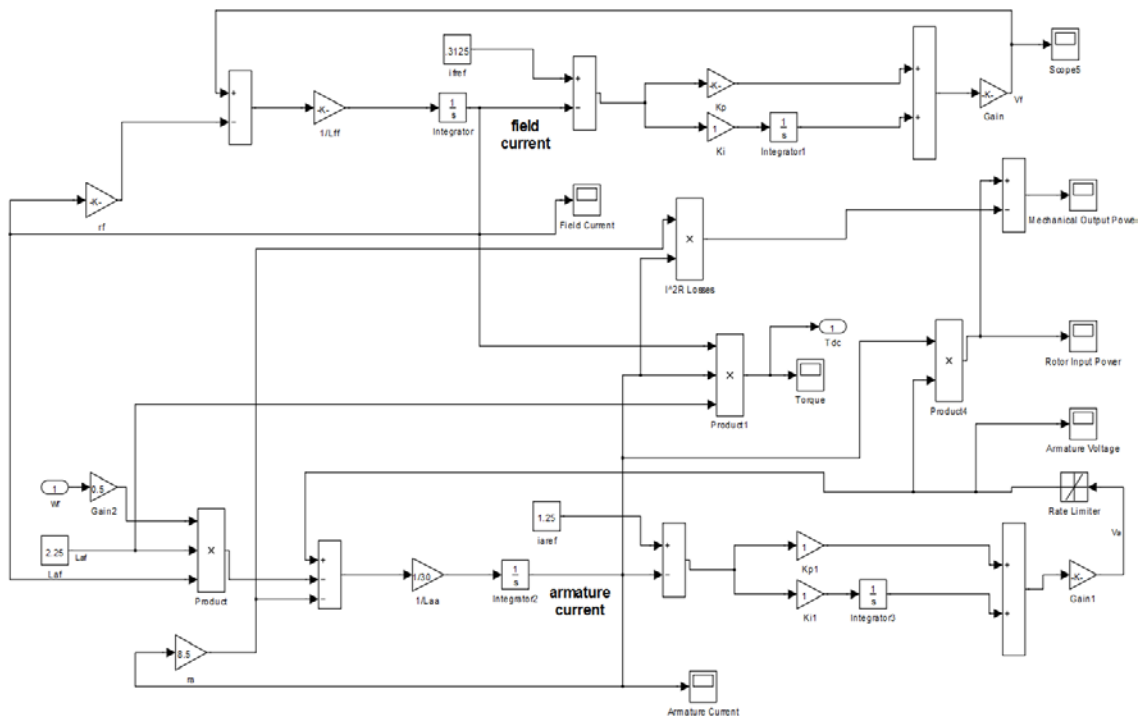 .3125
ifref
+
−
-K-
1/Lff
1
s
Integrator
field
current
+
−
-K-
Kp
1
Ki
1
s
Integrator1
+
+
-K-
Gain
Vf
Scope5
-K-
rf
Field Current
×
I^2R Losses
+
−
Mechanical Output Power
×
Product1
1
Tdc
Torque
×
Product4
Rotor Input Power
Armature Voltage
1
Wr
0.5
Gain2
2.25
Laf
Laf
×
Product
+
−
−
1/30
1/Laa
1
s
Integrator2
armature
current
1.25
iaref
+
−
1
Kp1
1
Ki1
1
s
Integrator3
+
+
-K-
Gain1
Va
Rate Limiter
8.5
ra
Armature Current